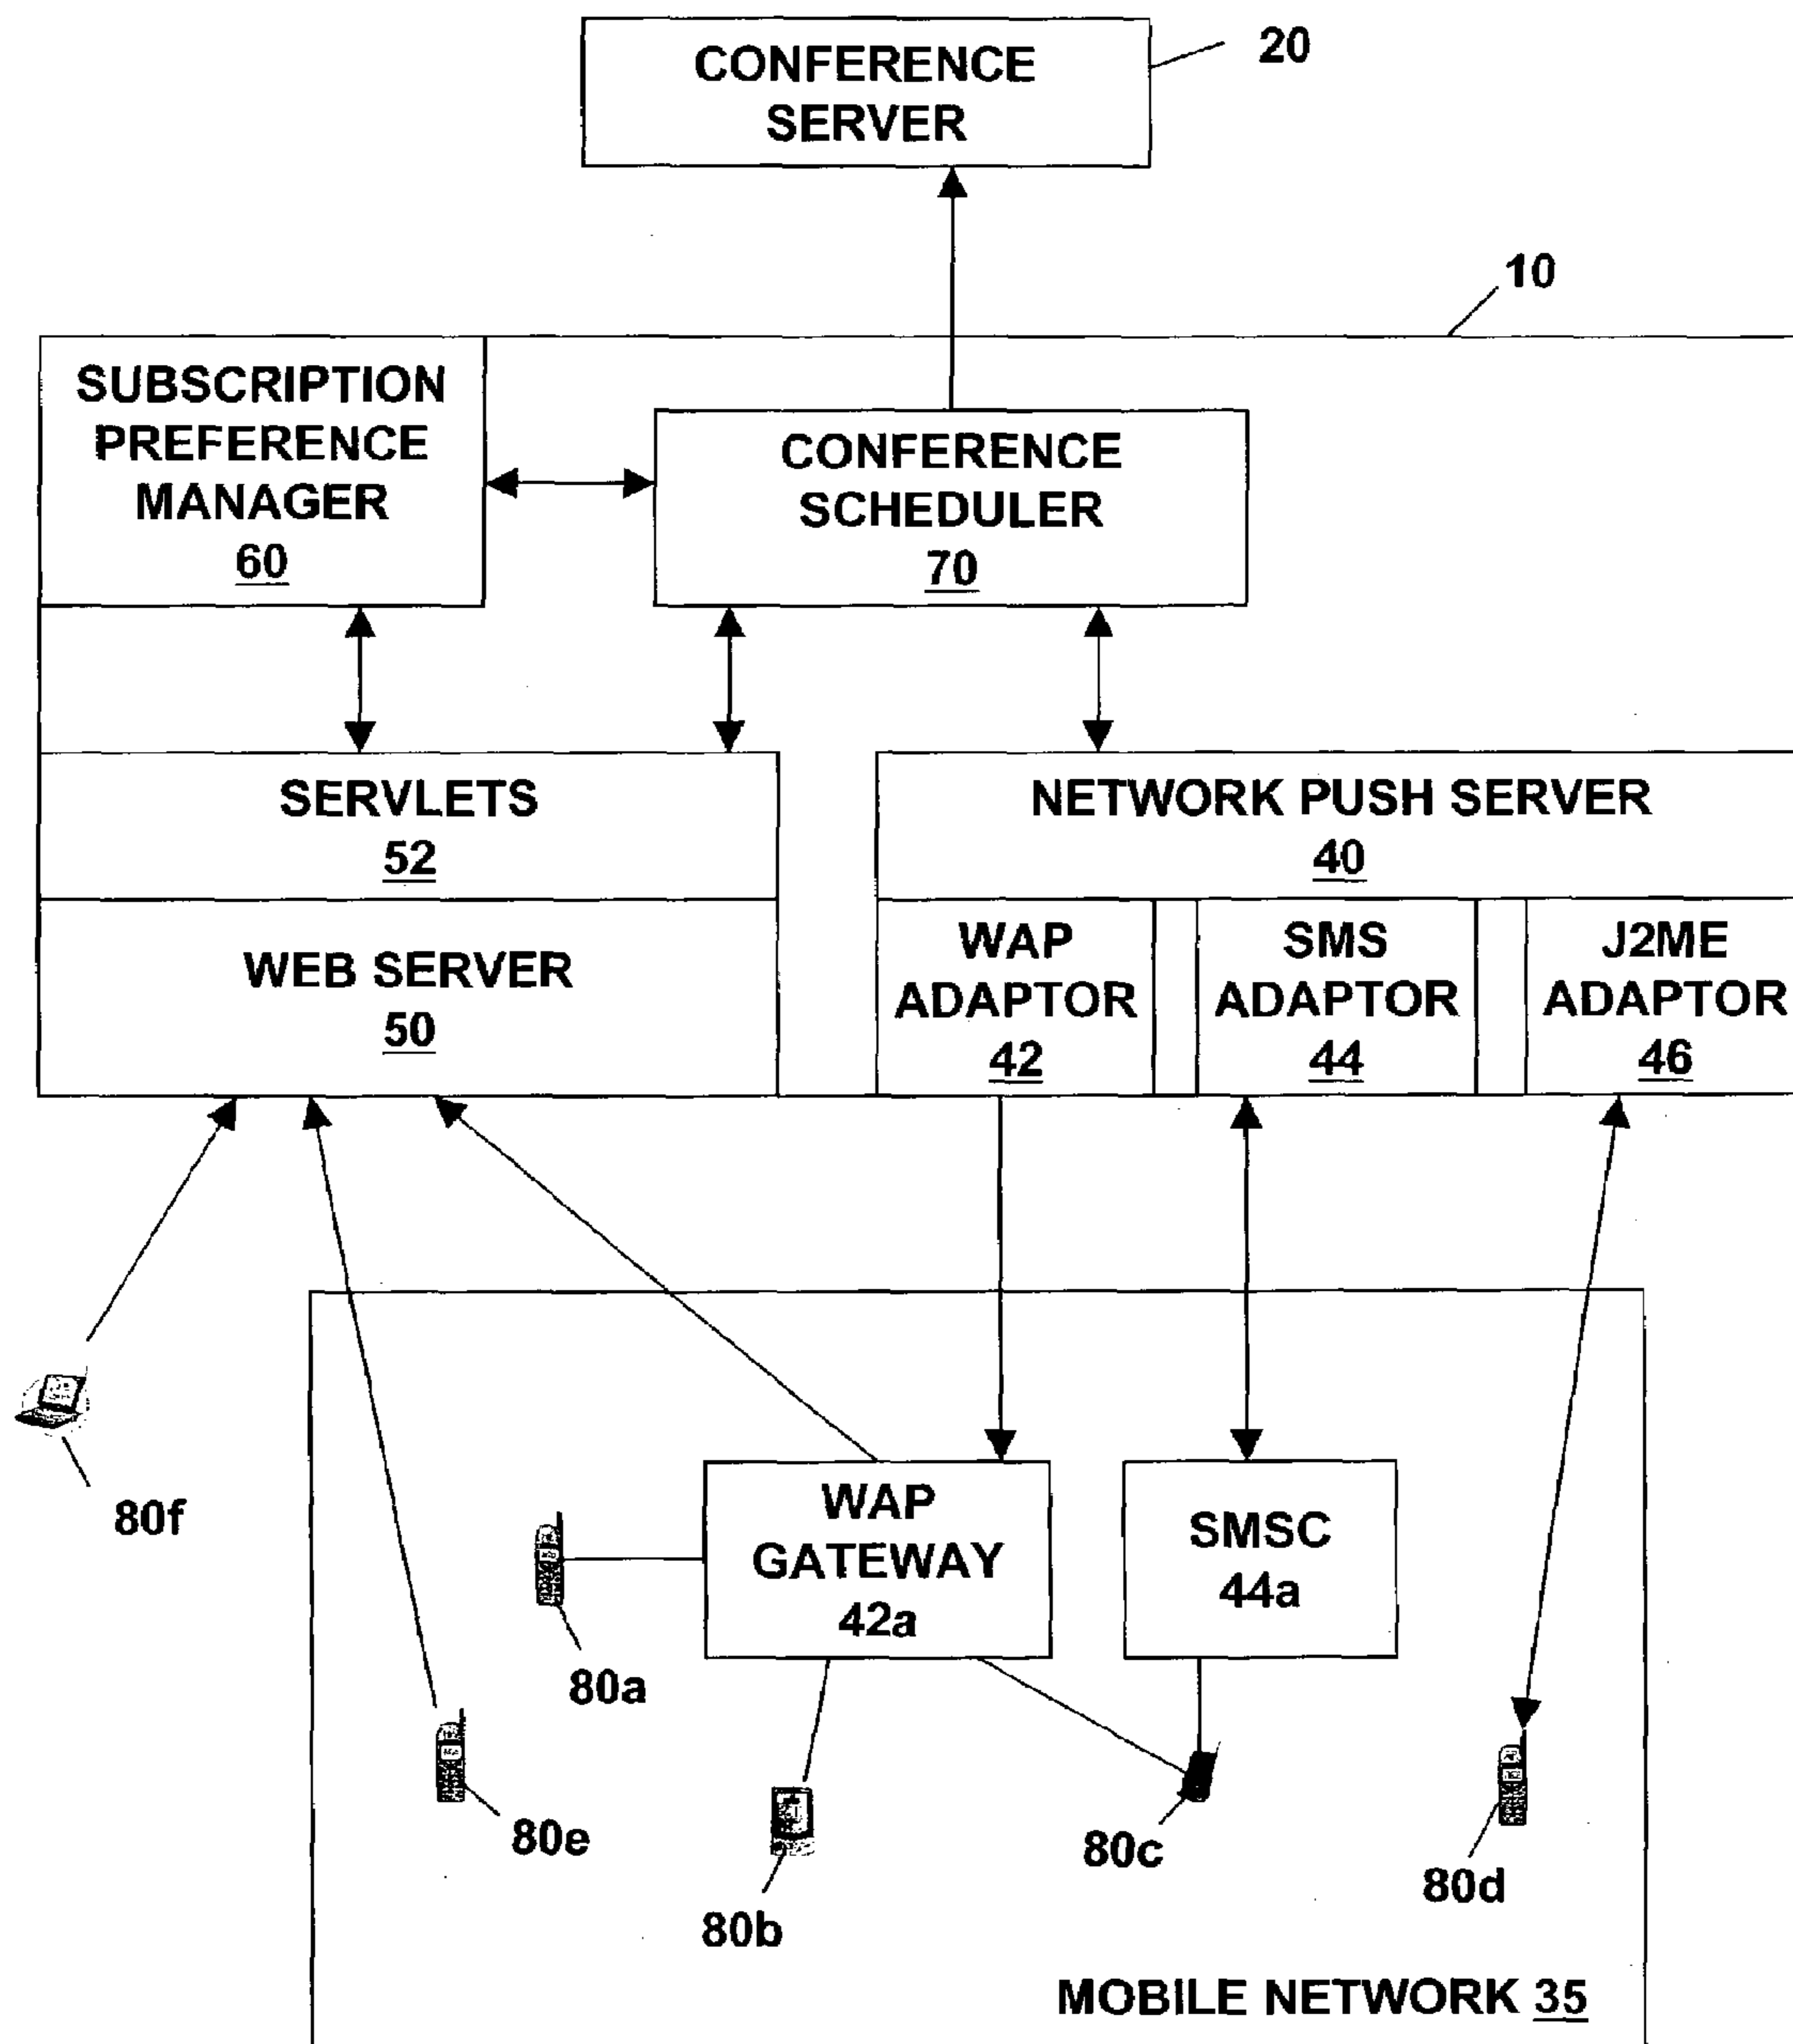 CONFERENCE
SERVER
20
10
SUBSCRIPTION
PREFERENCE
MANAGER
60
CONFERENCE
SCHEDULER
70
SERVLETS
52
WEB SERVER
50
NETWORK PUSH SERVER
40
WAP
ADAPTOR
42
SMS
ADAPTOR
44
J2ME
ADAPTOR
46
80f
WAP
GATEWAY
42a
SMSC
44a
80a
80e
80b
80c
80d
MOBILE NETWORK 35